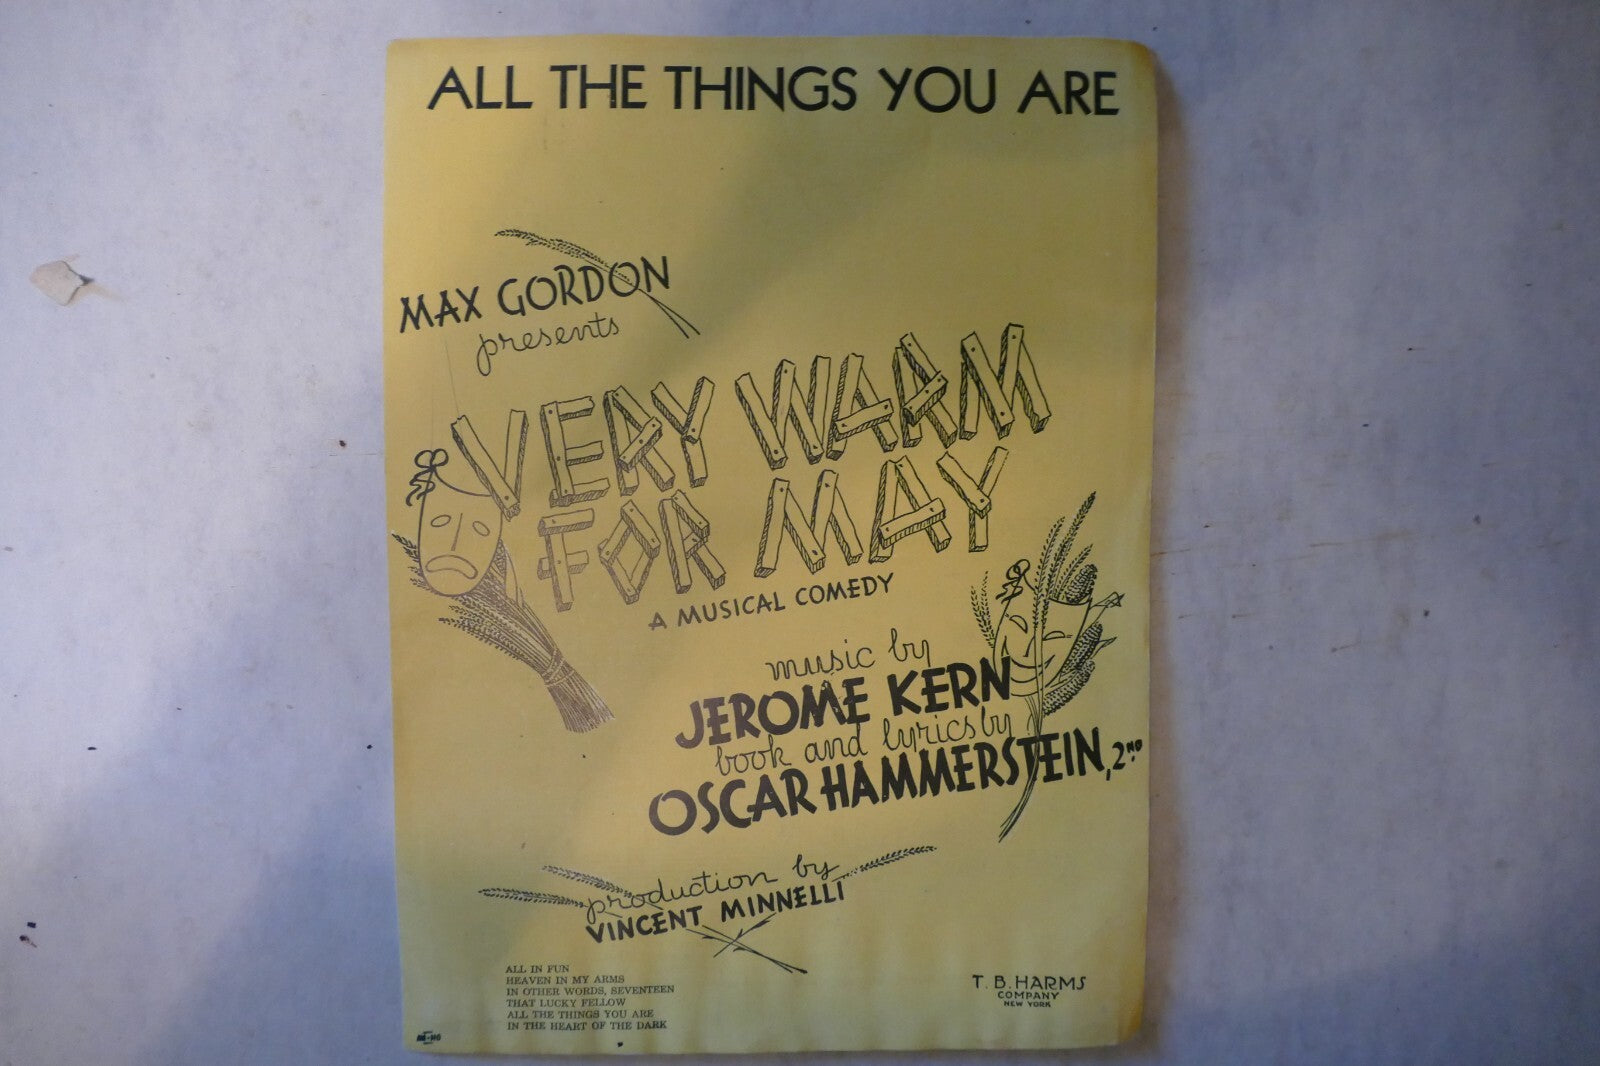 ALL THE THINGS YOU ARE
MAX GORDON
presents
VERY WARM
FOR MAY
A MUSICAL COMEDY
music by
JEROME KERN
book and lyrics by
OSCAR HAMMERSTEIN, 2ND
production by
VINCENT MINNELLI
ALL IN FUN
HEAVEN IN MY ARMS
IN OTHER WORDS, SEVENTEEN
THAT LUCKY FELLOW
ALL THE THINGS YOU ARE
IN THE HEART OF THE DARK
T. B. HARMS
COMPANY
NEW YORK